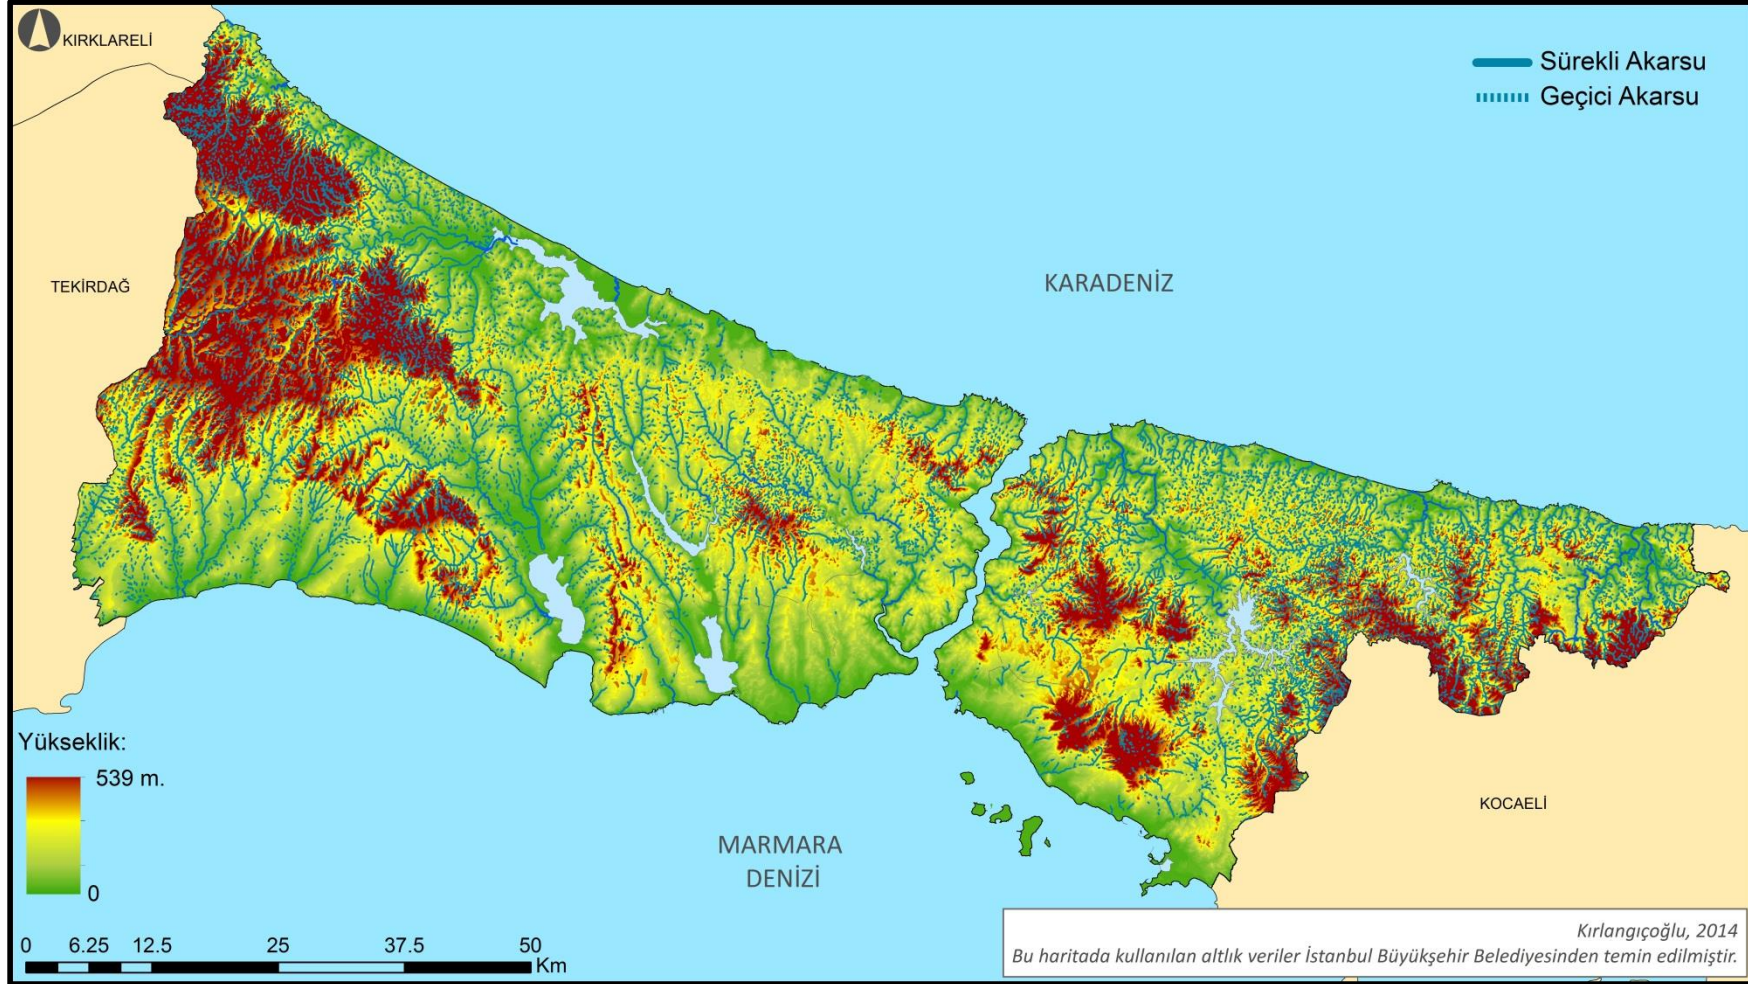 KIRKLARELİ
Sürekli Akarsu
Geçici Akarsu
TEKİRDAĞ
KARADENİZ
Yükseklik:
539 m.
0
KOCAELİ
MARMARA
DENİZİ
0 6.25 12.5 25 37.5 50
Km
Kırlangıçoğlu, 2014
Bu haritada kullanılan altlık veriler İstanbul Büyükşehir Belediyesinden temin edilmiştir.